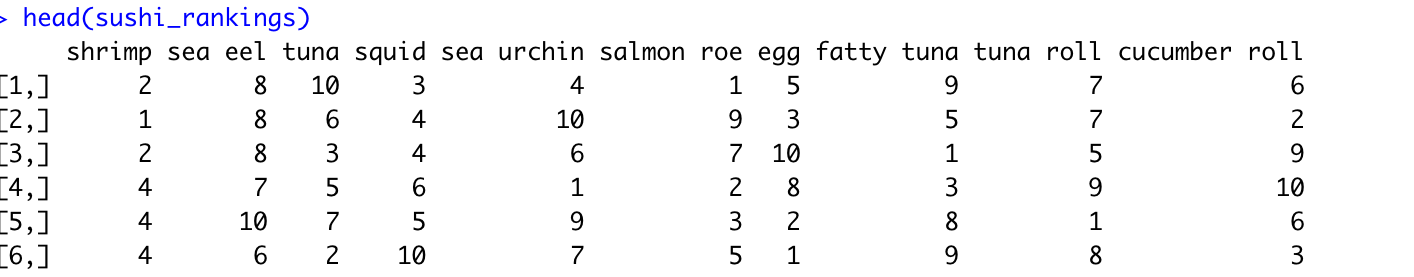 > head(sushi_rankings)
shrimp sea eel tuna squid sea urchin salmon roe egg fatty tuna tuna roll cucumber roll
[1,] 2 8 10 3 4 1 5 9 7 6
[2,] 1 8 6 4 10 9 3 5 7 2
[3,] 2 8 3 4 6 7 10 1 5 9
[4,] 4 7 5 6 1 2 8 3 9 10
[5,] 4 10 7 5 9 3 2 8 1 6
[6,] 4 6 2 10 7 5 1 9 8 3